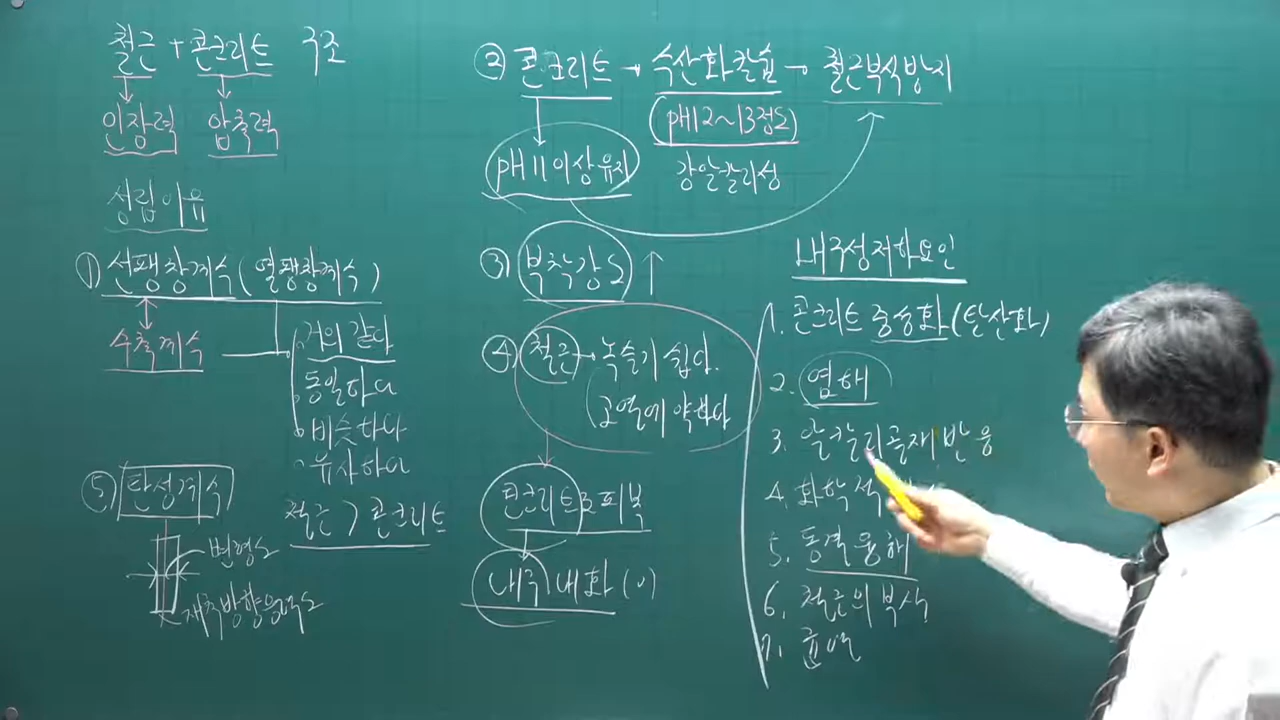 철근 + 콘크리트 구조
인장력 압축력
성립이유
① 선팽창계수(열팽창계수)
수축계수
거의 같다
동일하다
비슷하다
유사하다
⑤ 탄성계수
철근 > 콘크리트
변형도
재축방향응력도
② 콘크리트 → 수산화칼슘 → 철근부식방지
pH12~13정도
pH11이상유지
강알칼리성
③ 부착강도 ↑
④ 철근 → 녹슬기 쉽다.
고열에 약하다
콘크리트로 피복
내구, 내화(0)
내구성저하요인
1. 콘크리트 중성화(탄산화)
2. 염해
3. 알칼리골재반응
4. 화학적
5. 동결융해
6. 철근의 부식
7. 균열